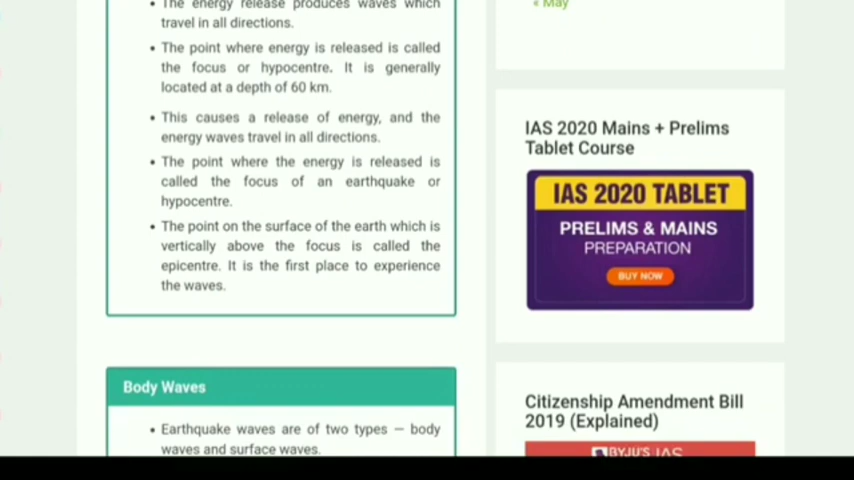 • The energy release produces waves which
travel in all directions.
• The point where energy is released is called
the focus or hypocentre. It is generally
located at a depth of 60 km.
• This causes a release of energy, and the
energy waves travel in all directions.
• The point where the energy is released is
called the focus of an earthquake or
hypocentre.
• The point on the surface of the earth which is
vertically above the focus is called the
epicentre. It is the first place to experience
the waves.
Body Waves
• Earthquake waves are of two types — body
waves and surface waves.
« May
IAS 2020 Mains + Prelims
Tablet Course
IAS 2020 TABLET
PRELIMS & MAINS
PREPARATION
BUY NOW
Citizenship Amendment Bill
2019 (Explained)
BYJU'S IAS